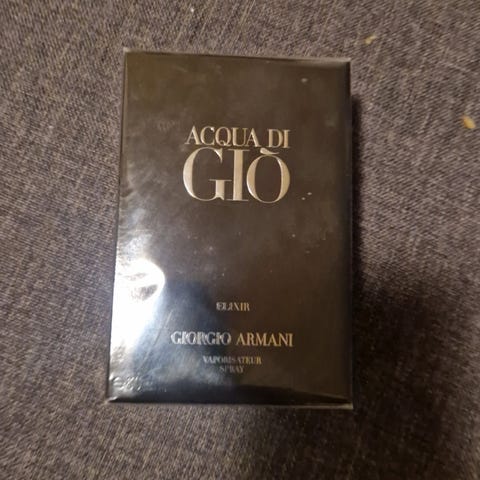 ACQUA DI
GIÒ
ELIXIR
GIORGIO ARMANI
VAPORISATEUR
SPRAY